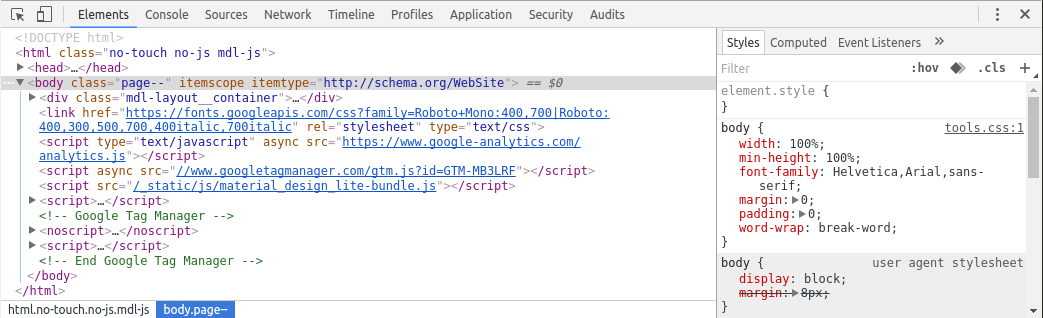 Elements Console Sources Network Timeline Profiles Application Security Audits
<!DOCTYPE html>
<html class="no-touch no-js mdl-js">
<head>…</head>
<body class="page--" itemscope itemtype="http://schema.org/WebSite"> == $0
<div class="mdl-layout__container">…</div>
<link href="https://fonts.googleapis.com/css?family=Roboto+Mono:400,700|Roboto:
400,300,500,700,400italic,700italic" rel="stylesheet" type="text/css">
<script type="text/javascript" async src="https://www.google-analytics.com/
analytics.js"></script>
<script async src="//www.googletagmanager.com/gtm.js?id=GTM-MB3LRF"></script>
<script src="/_static/js/material_design_lite-bundle.js"></script>
<script>…</script>
<!-- Google Tag Manager -->
<noscript>…</noscript>
<script>…</script>
<!-- End Google Tag Manager -->
</body>
</html>
html.no-touch.no-js.mdl-js body.page--
Styles Computed Event Listeners »
Filter :hov .cls +
element.style {
}
body { tools.css:1
width: 100%;
min-height: 100%;
font-family: Helvetica,Arial,sans-
serif;
margin: 0;
padding: 0;
word-wrap: break-word;
}
body { user agent stylesheet
display: block;
margin: 8px;
}